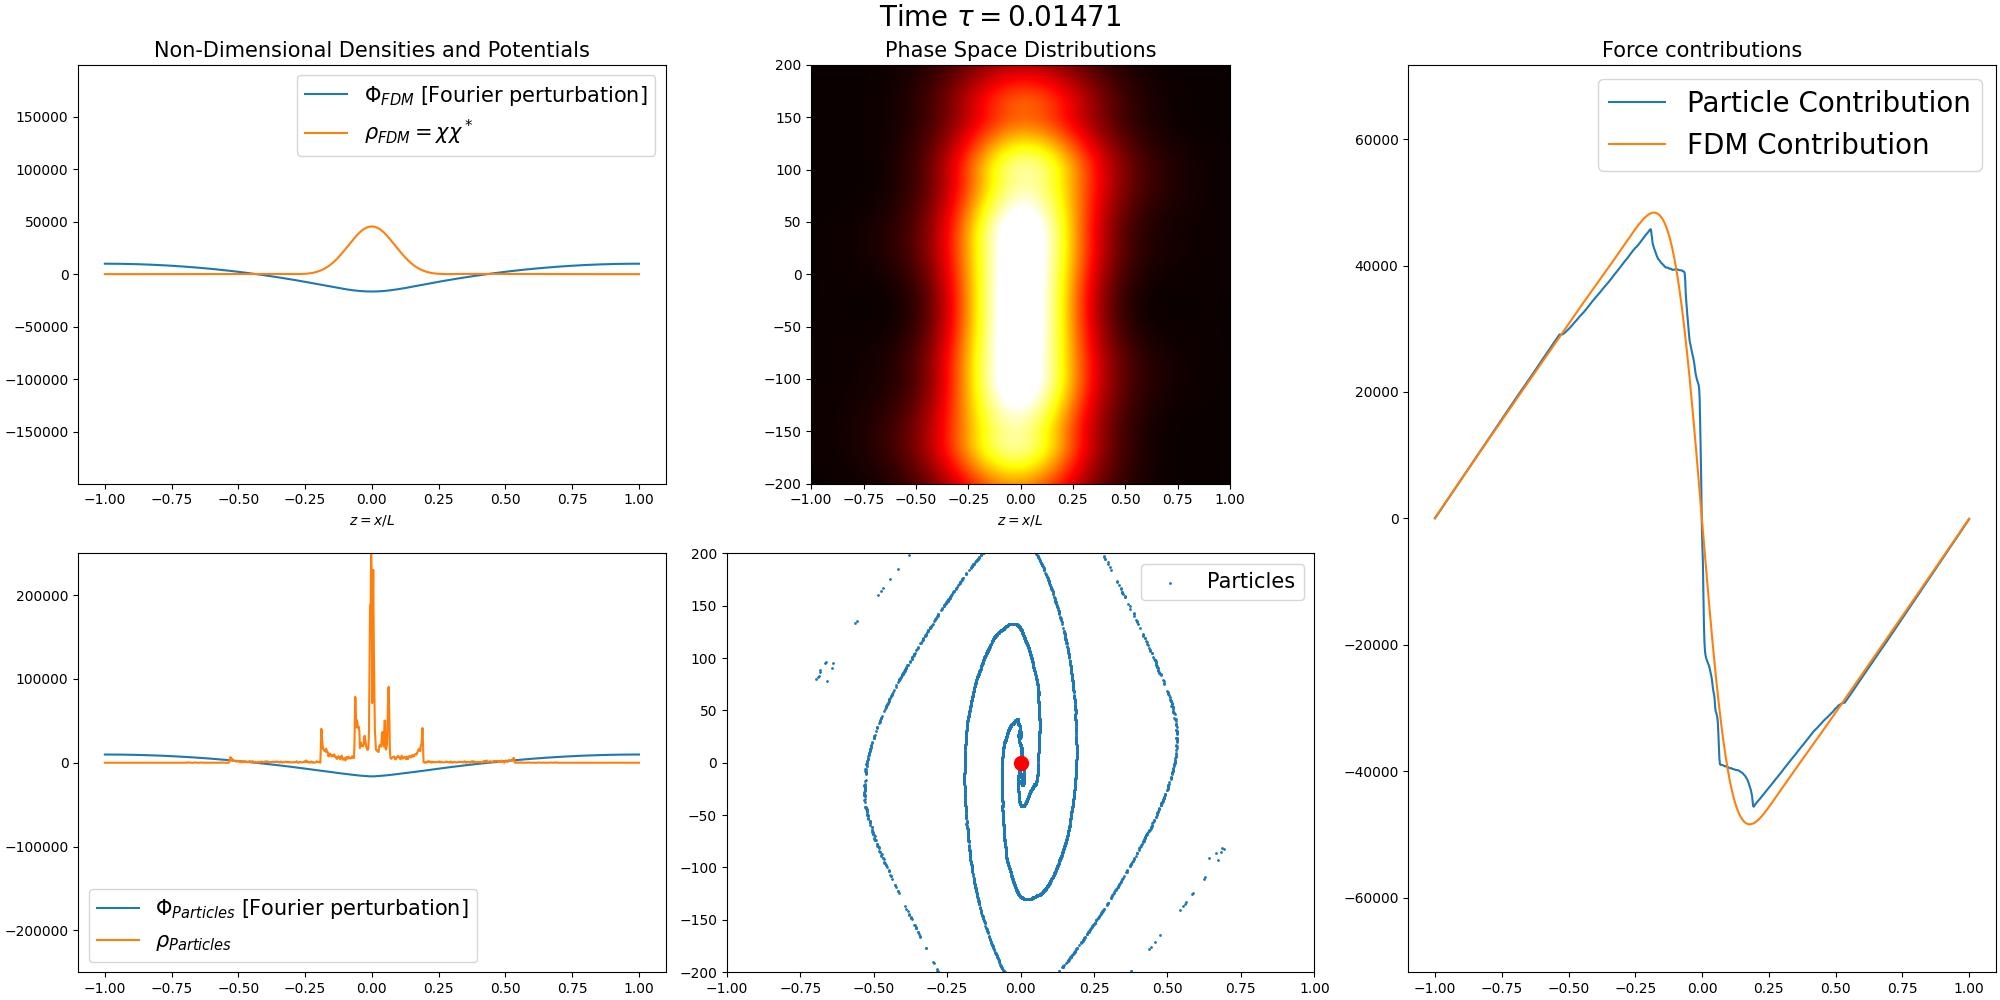 Time τ = 0.01471
Non-Dimensional Densities and Potentials
Φ_FDM [Fourier perturbation]
ρ_FDM = χχ*
150000
100000
50000
0
−50000
−100000
−150000
−1.00 −0.75 −0.50 −0.25 0.00 0.25 0.50 0.75 1.00
z = x/L
Phase Space Distributions
200
150
100
50
0
−50
−100
−150
−200
−1.00 −0.75 −0.50 −0.25 0.00 0.25 0.50 0.75 1.00
z = x/L
Force contributions
Particle Contribution
FDM Contribution
60000
40000
20000
0
−20000
−40000
−60000
−1.00 −0.75 −0.50 −0.25 0.00 0.25 0.50 0.75 1.00
200000
100000
0
−100000
−200000
Φ_Particles [Fourier perturbation]
ρ_Particles
−1.00 −0.75 −0.50 −0.25 0.00 0.25 0.50 0.75 1.00
Particles
200
150
100
50
0
−50
−100
−150
−200
−1.00 −0.75 −0.50 −0.25 0.00 0.25 0.50 0.75 1.00